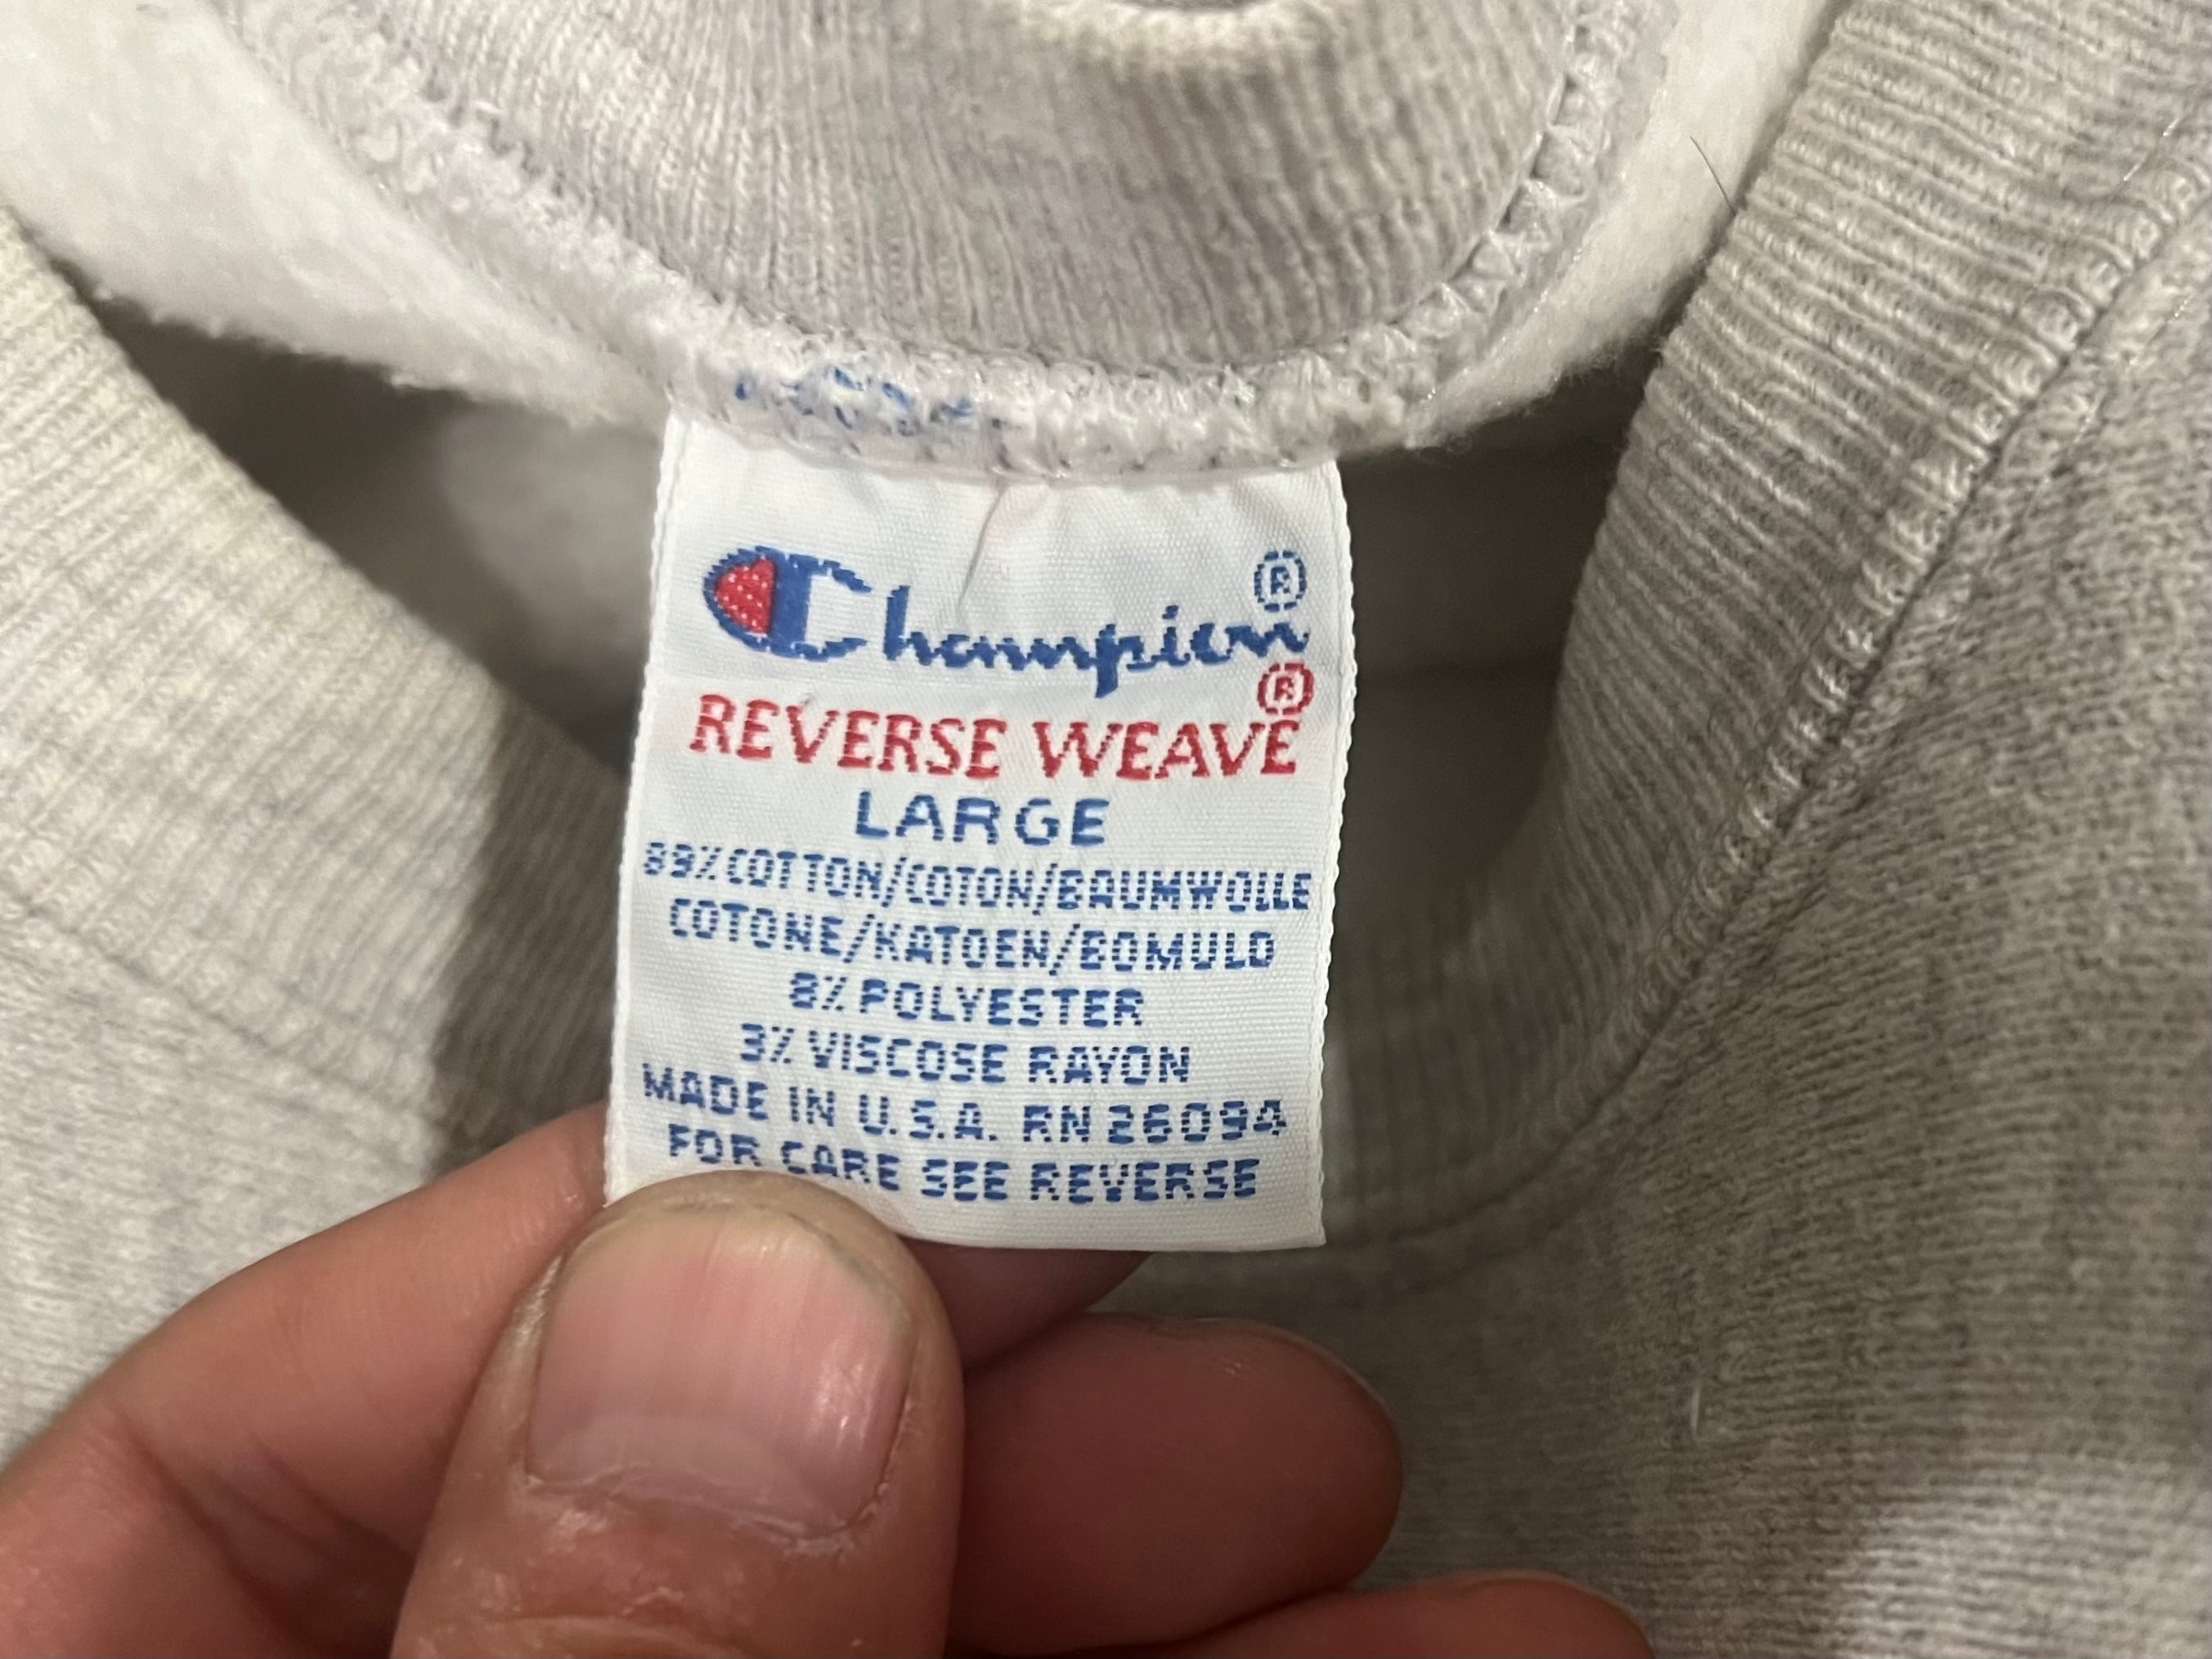 Champion®
REVERSE WEAVE®
LARGE
89% COTTON/COTON/BAUMWOLLE
COTONE/KATOEN/BOMULD
8% POLYESTER
3% VISCOSE RAYON
MADE IN U.S.A. RN 26094
FOR CARE SEE REVERSE